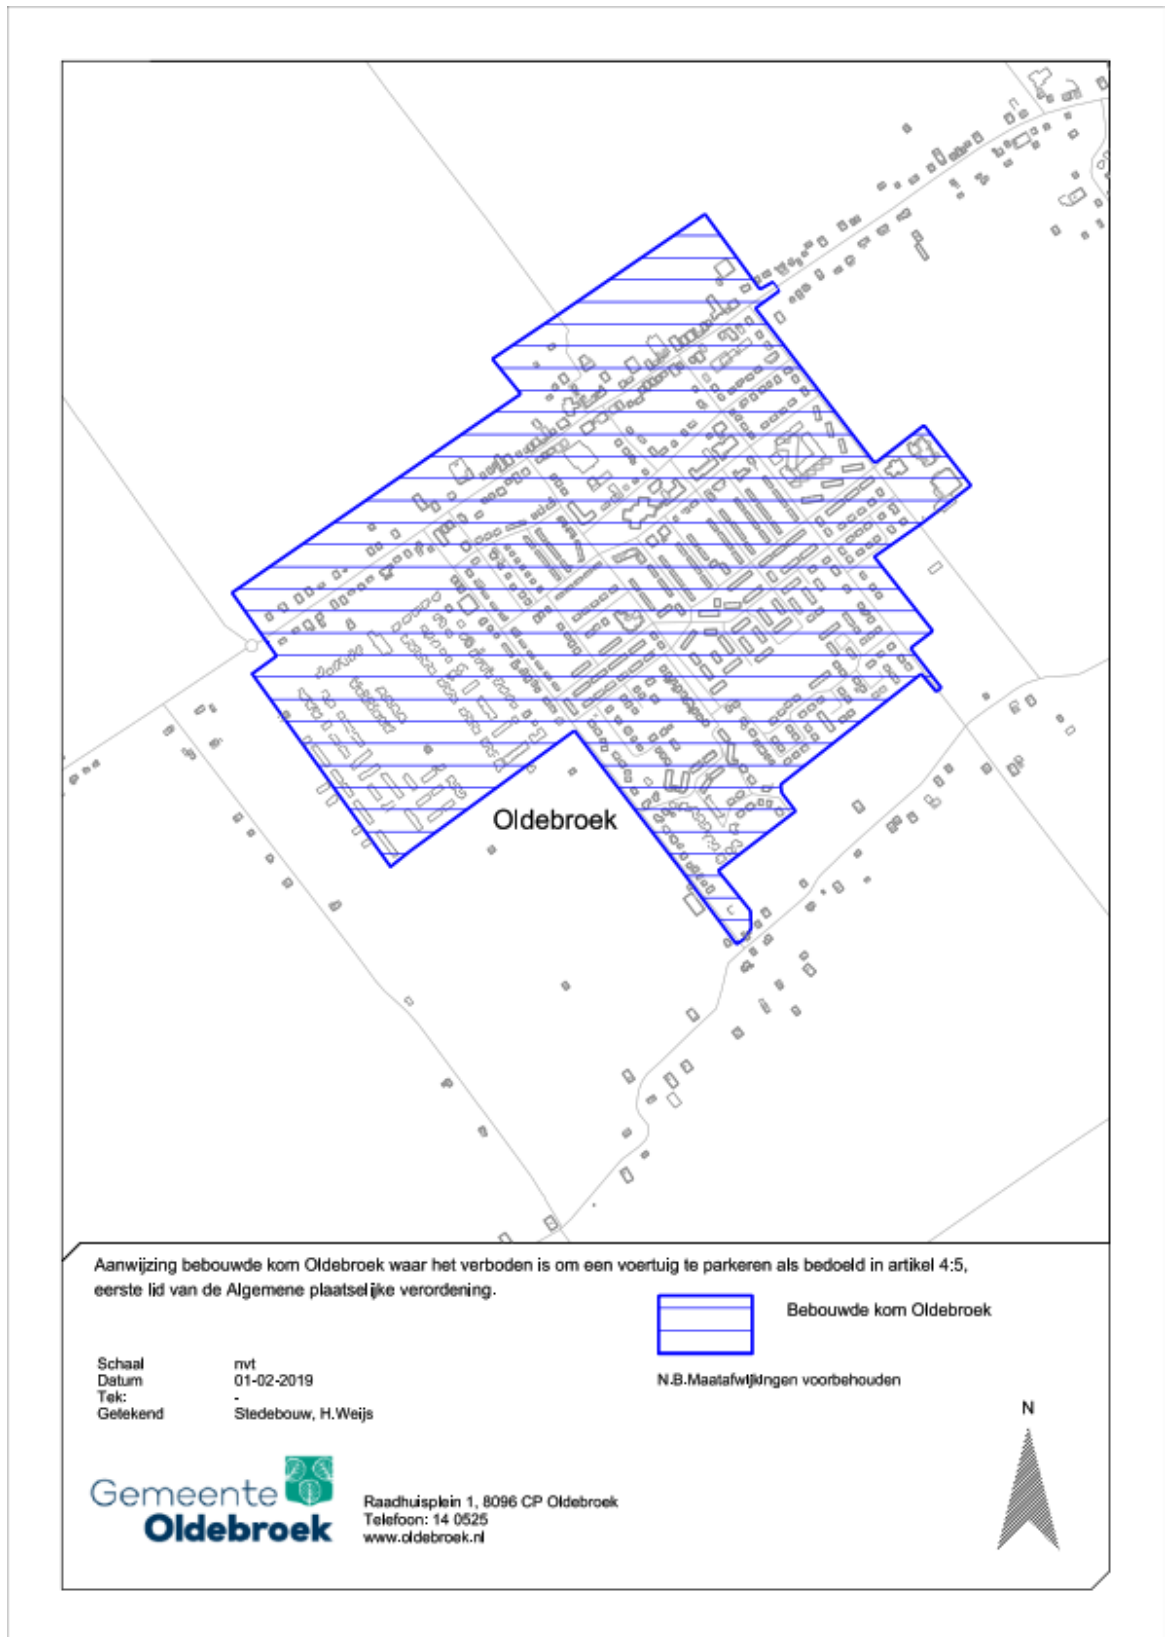 Oldebroek
Aanwijzing bebouwde kom Oldebroek waar het verboden is om een voertuig te parkeren als bedoeld in artikel 4:5,
eerste lid van de Algemene plaatselijke verordening.
Bebouwde kom Oldebroek
Schaal nvt
Datum 01-02-2019
Tek: -
Getekend Stedebouw, H.Weijs
N.B.Maatafwijkingen voorbehouden
N
Gemeente
Oldebroek
Raadhuisplein 1, 8096 CP Oldebroek
Telefoon: 14 0525
www.oldebroek.nl